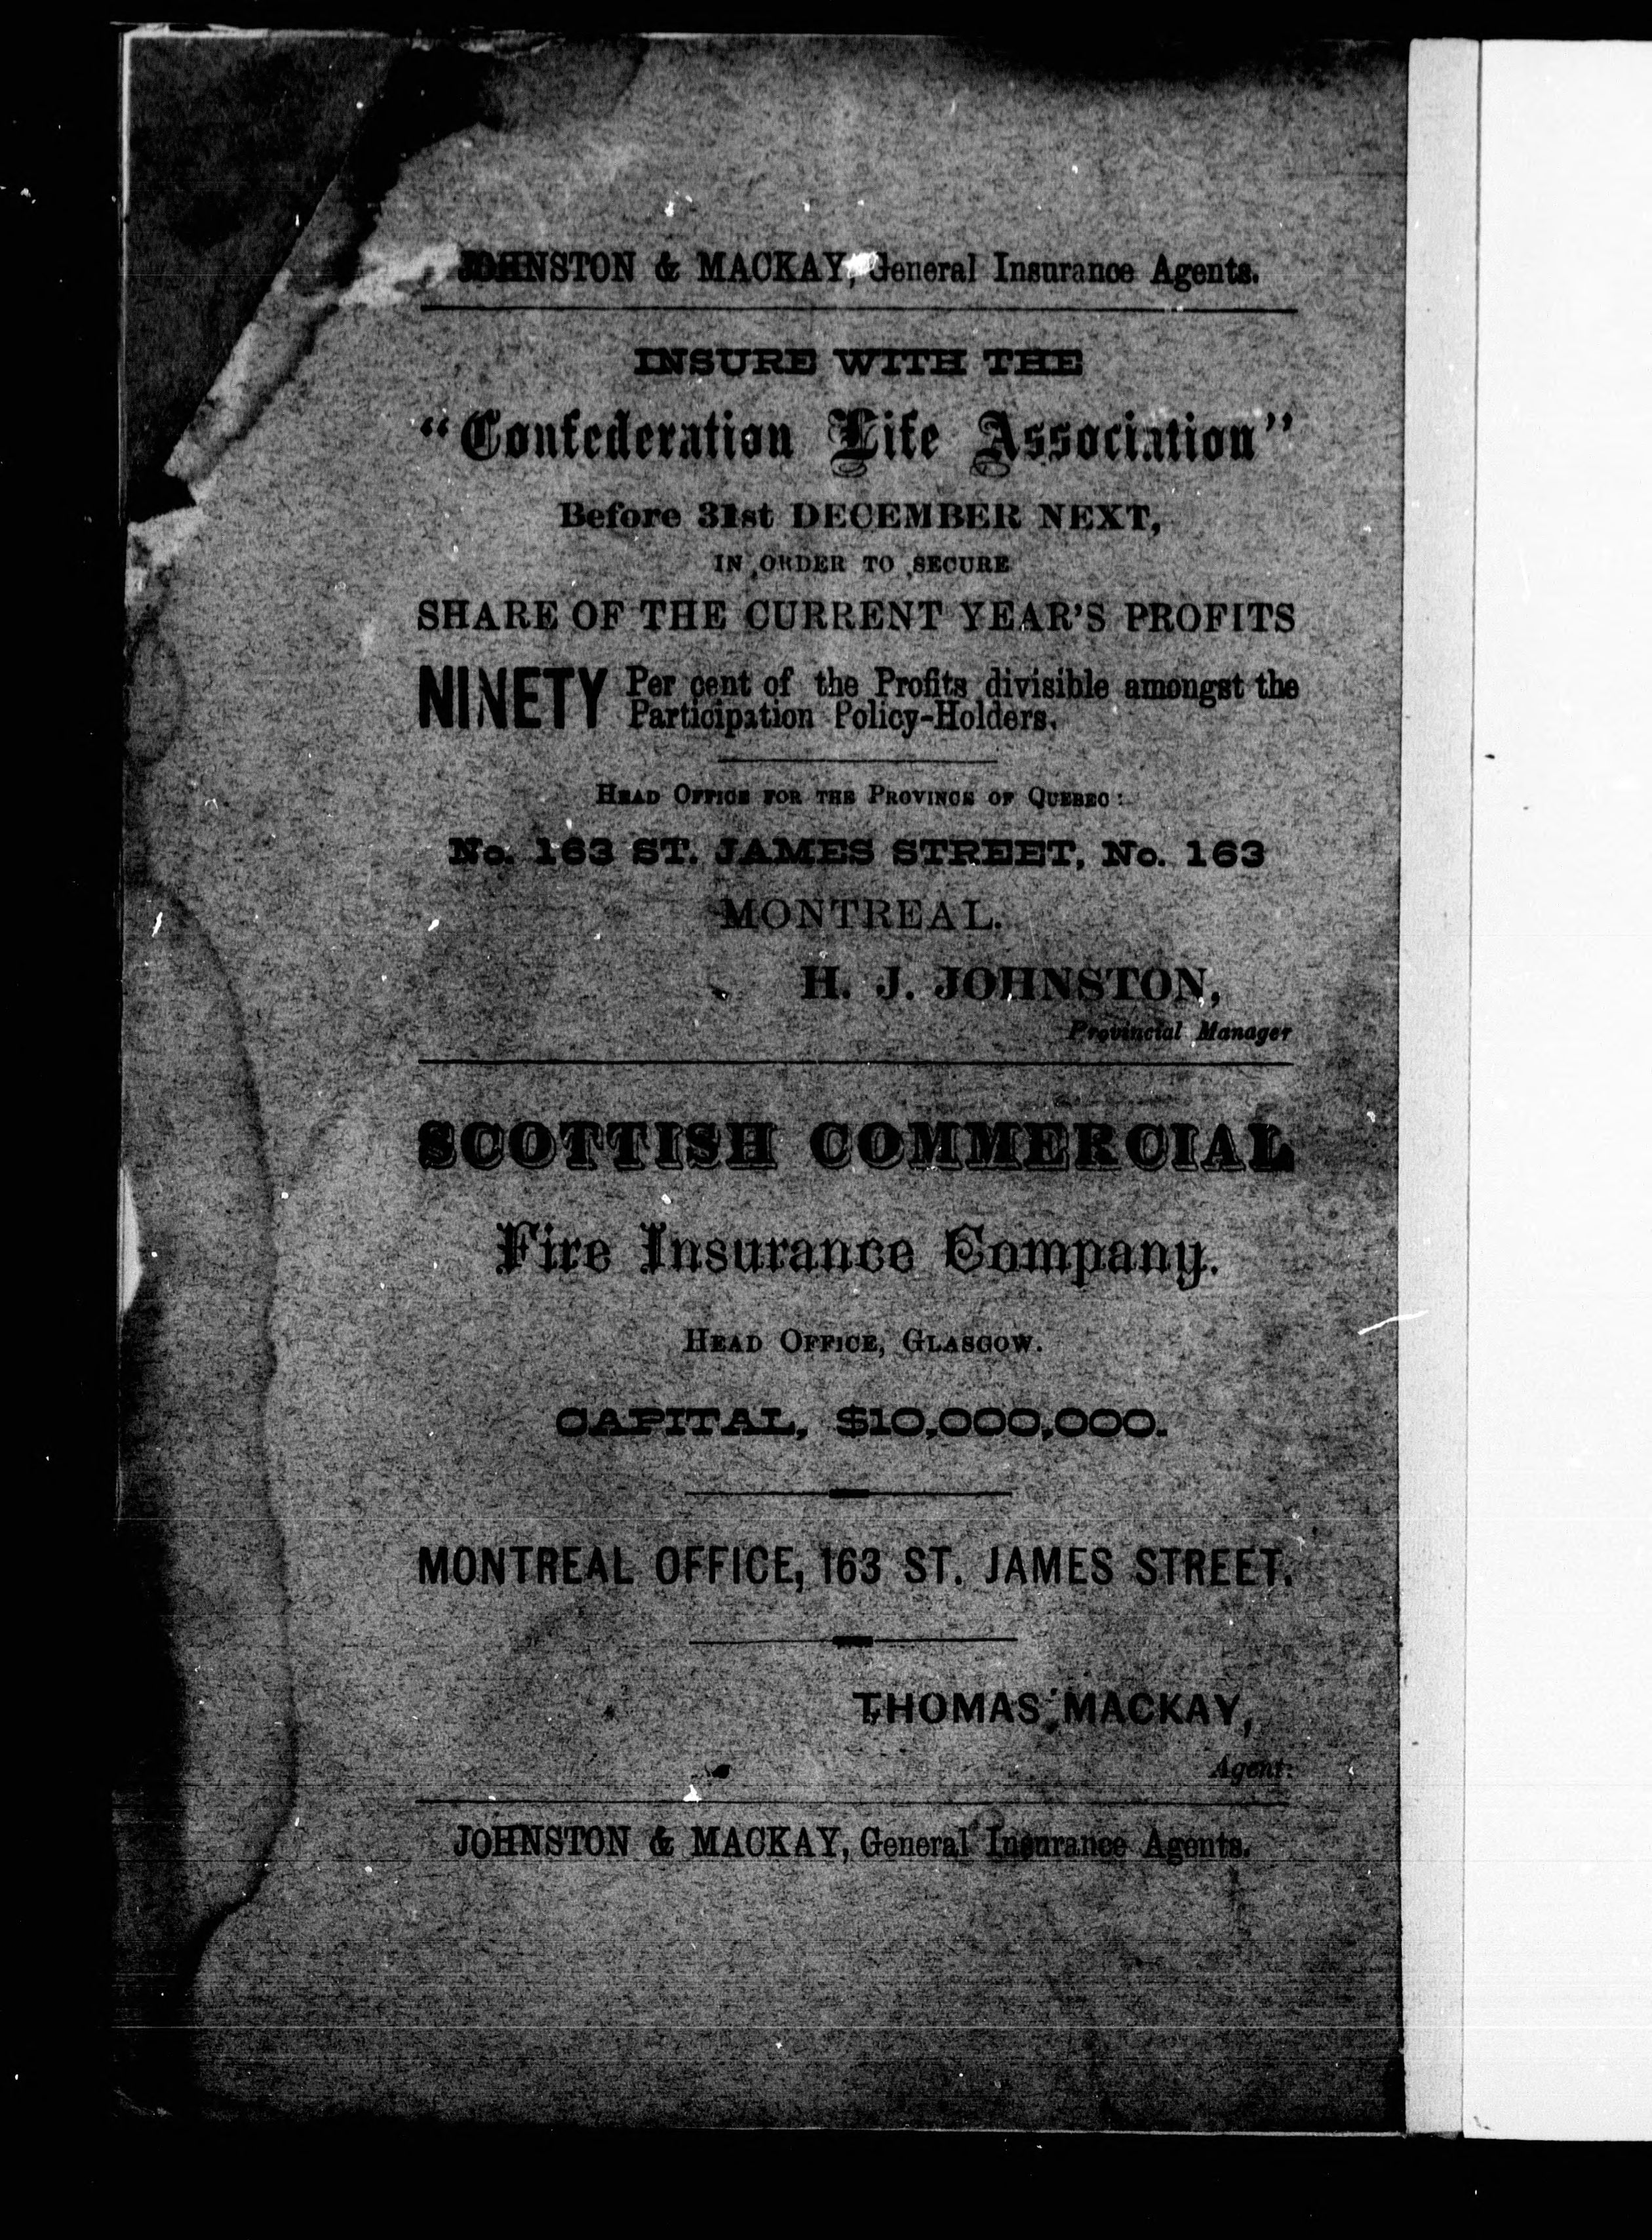 JOHNSTON & MACKAY, General Insurance Agents.
INSURE WITH THE
"Confederation Life Association"
Before 31st DECEMBER NEXT,
IN ORDER TO SECURE
SHARE OF THE CURRENT YEAR'S PROFITS
NINETY Per cent of the Profits divisible amongst the
Participation Policy-Holders.
HEAD OFFICE FOR THE PROVINCE OF QUEBEC:
No. 163 ST. JAMES STREET, No. 163
MONTREAL.
H. J. JOHNSTON,
Provincial Manager
SCOTTISH COMMERCIAL
Fire Insurance Company.
HEAD OFFICE, GLASGOW.
CAPITAL, $10,000,000.
MONTREAL OFFICE, 163 ST. JAMES STREET.
THOMAS MACKAY,
Agent.
JOHNSTON & MACKAY, General Insurance Agents.